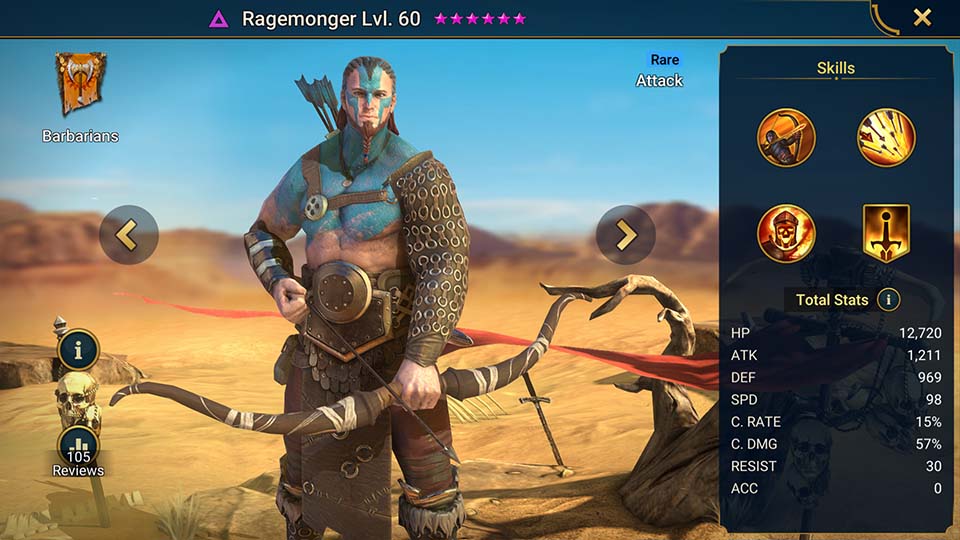 Ragemonger Lvl. 60
Barbarians
Rare
Attack
105
Reviews
Skills
Total Stats
HP 12,720
ATK 1,211
DEF 969
SPD 98
C. RATE 15%
C. DMG 57%
RESIST 30
ACC 0